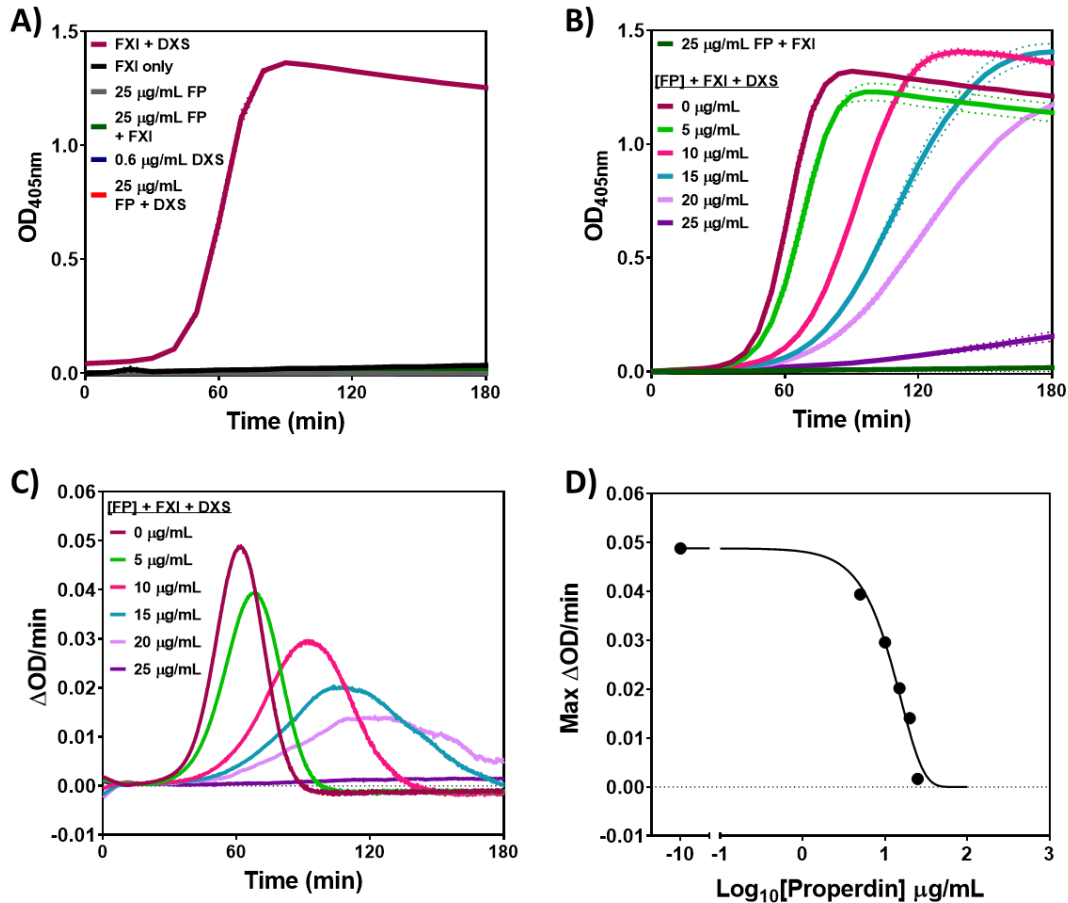 A)
1.5
1.0
0.5
0.0
OD405nm
FXI + DXS
FXI only
25 μg/mL FP
25 μg/mL FP
+ FXI
0.6 μg/mL DXS
25 μg/mL
FP + DXS
0
60
120
180
Time (min)
B)
1.5
1.0
0.5
0.0
OD405nm
25 μg/mL FP + FXI
[FP] + FXI + DXS
0 μg/mL
5 μg/mL
10 μg/mL
15 μg/mL
20 μg/mL
25 μg/mL
0
60
120
180
Time (min)
C)
0.06
0.05
0.04
0.03
0.02
0.01
0.00
-0.01
ΔOD/min
[FP] + FXI + DXS
0 μg/mL
5 μg/mL
10 μg/mL
15 μg/mL
20 μg/mL
25 μg/mL
0
60
120
180
Time (min)
D)
0.06
0.05
0.04
0.03
0.02
0.01
0.00
-0.01
Max ΔOD/min
-10
-1
0
1
2
3
Log10[Properdin] μg/mL